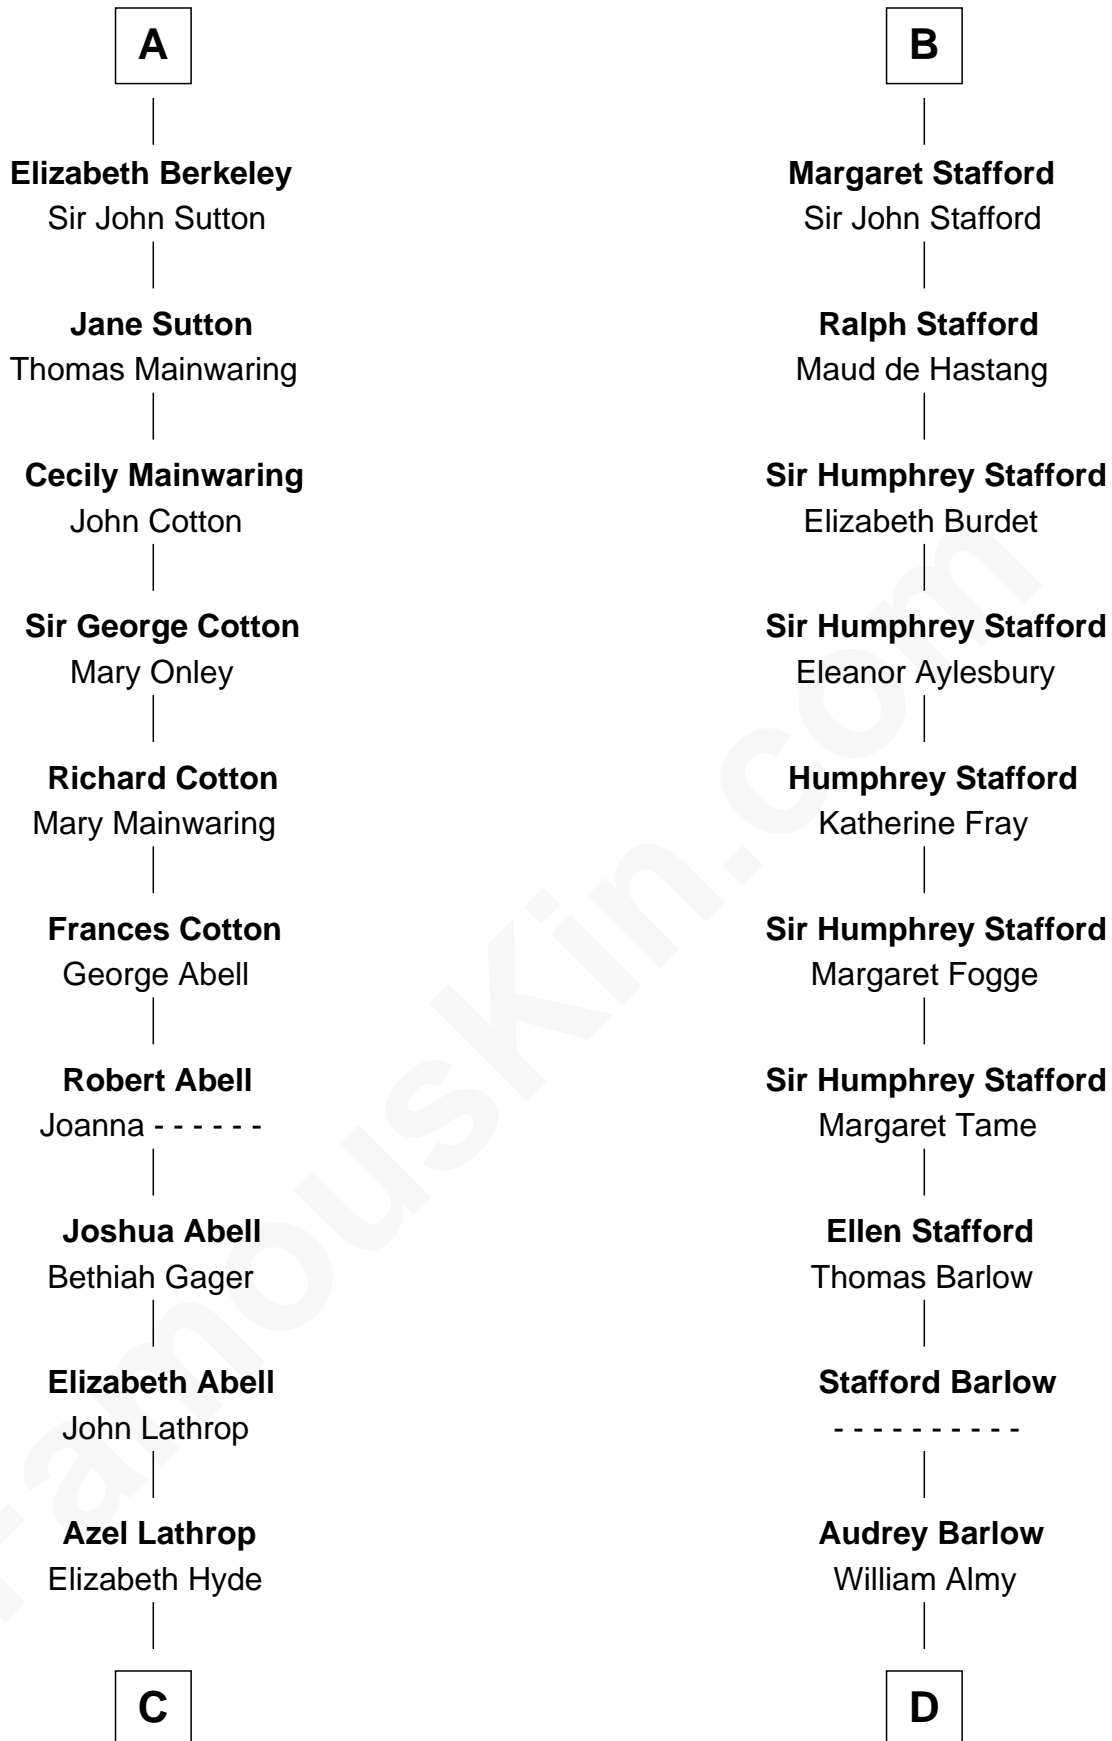 A
Elizabeth Berkeley
Sir John Sutton
Jane Sutton
Thomas Mainwaring
Cecily Mainwaring
John Cotton
Sir George Cotton
Mary Onley
Richard Cotton
Mary Mainwaring
Frances Cotton
George Abell
Robert Abell
Joanna - - - - - -
Joshua Abell
Bethiah Gager
Elizabeth Abell
John Lathrop
Azel Lathrop
Elizabeth Hyde
C
B
Margaret Stafford
Sir John Stafford
Ralph Stafford
Maud de Hastang
Sir Humphrey Stafford
Elizabeth Burdet
Sir Humphrey Stafford
Eleanor Aylesbury
Humphrey Stafford
Katherine Fray
Sir Humphrey Stafford
Margaret Fogge
Sir Humphrey Stafford
Margaret Tame
Ellen Stafford
Thomas Barlow
Stafford Barlow
- - - - - - - - - -
Audrey Barlow
William Almy
D
FamousKin.com